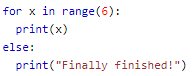 for x in range(6):
  print(x)
else:
  print("Finally finished!")